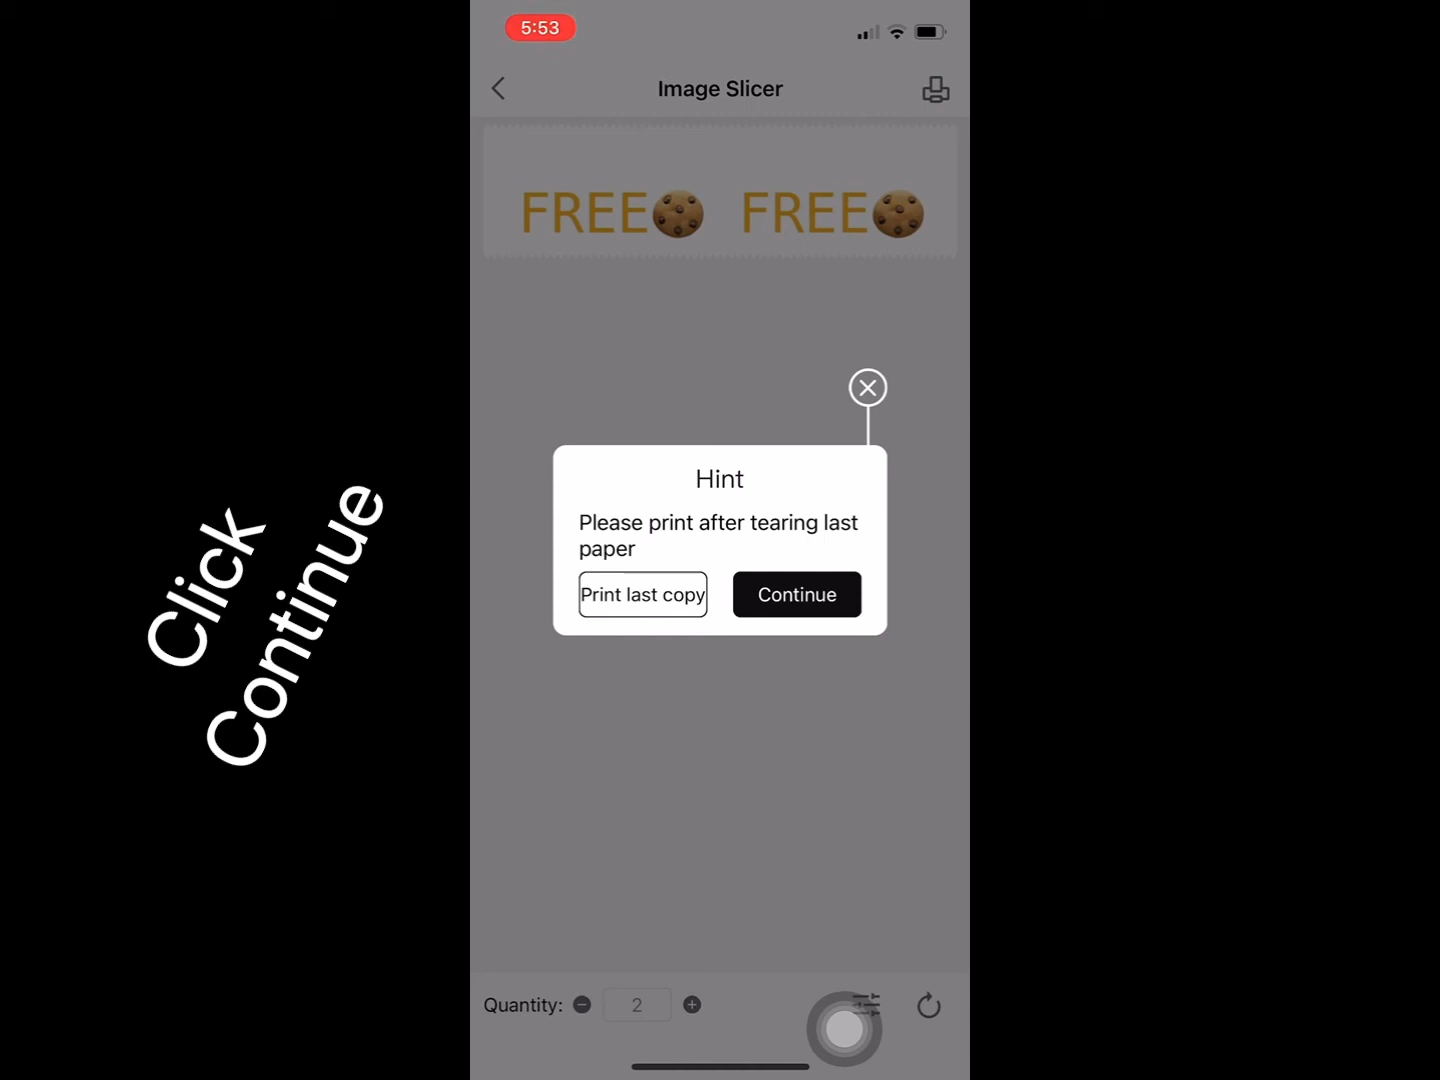 5:53
Image Slicer
FREE🍪 FREE🍪
Hint
Please print after tearing last
paper
Print last copy
Continue
Click
Continue
Quantity:
2